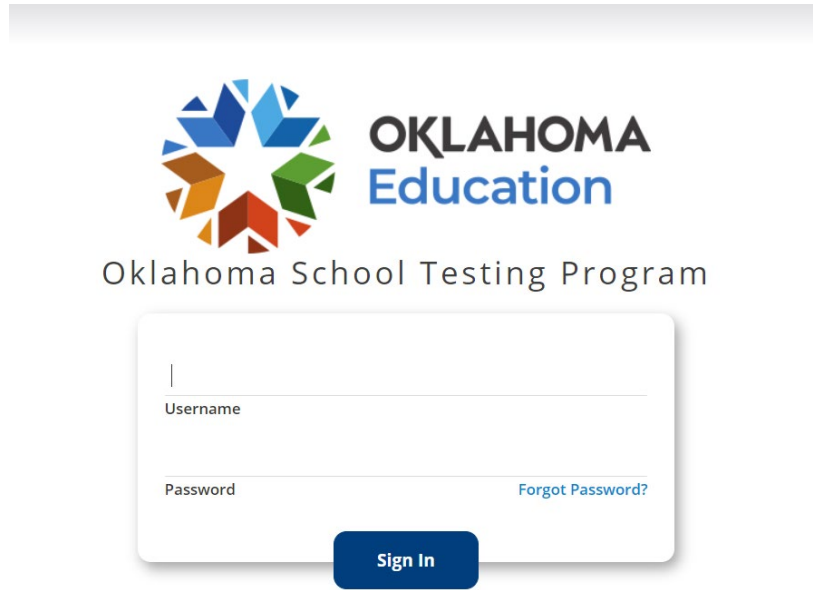 OKLAHOMA
Education
Oklahoma School Testing Program
Username
Password Forgot Password?
Sign In